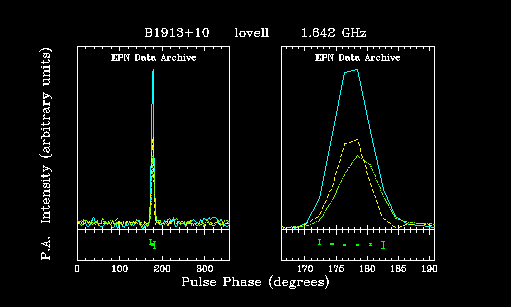 B1913+10 lovell 1.642 GHz
EPN Data Archive EPN Data Archive
P.A. Intensity (arbitrary units)
0 100 200 300 170 175 180 185 190
Pulse Phase (degrees)